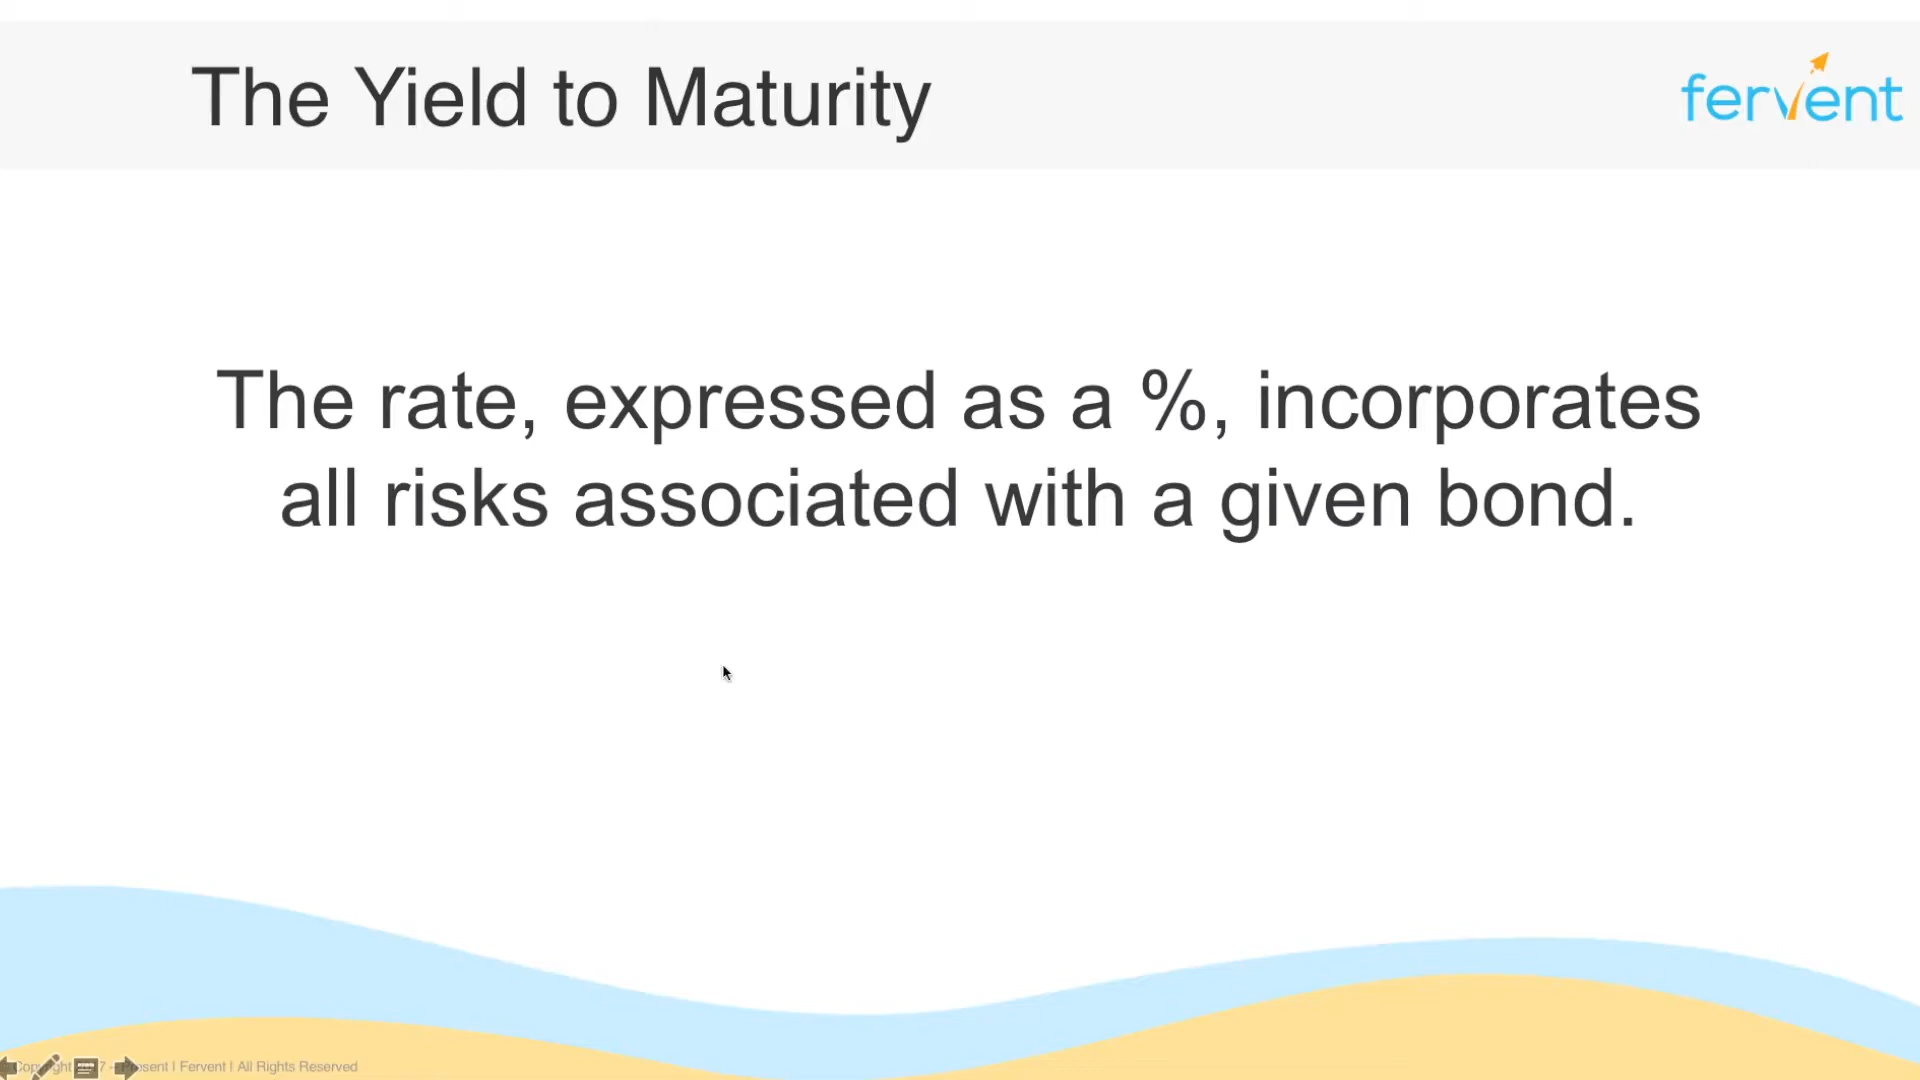 The Yield to Maturity
fervent
The rate, expressed as a %, incorporates
all risks associated with a given bond.
| Fervent | All Rights Reserved